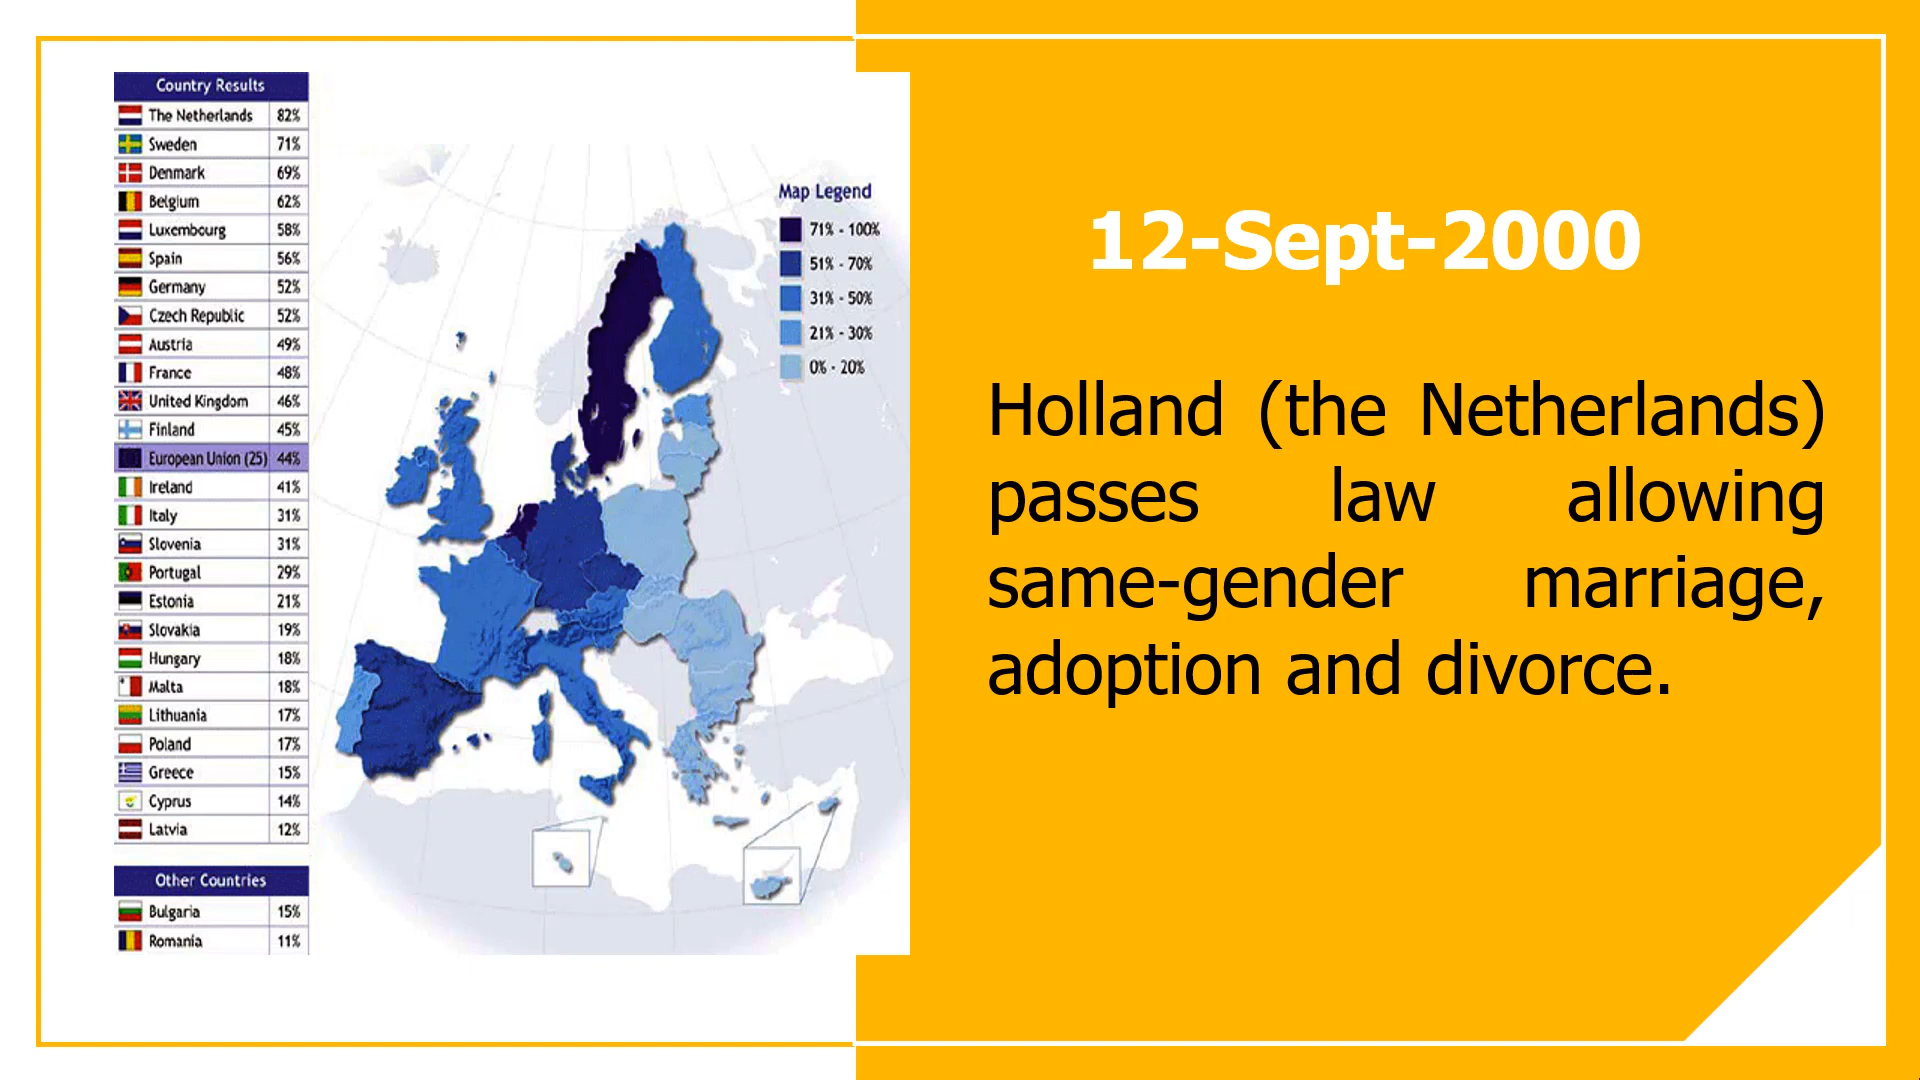 Country Results
The Netherlands 82%
Sweden 71%
Denmark 69%
Belgium 62%
Luxembourg 58%
Spain 56%
Germany 52%
Czech Republic 52%
Austria 49%
France 48%
United Kingdom 46%
Finland 45%
European Union (25) 44%
Ireland 41%
Italy 31%
Slovenia 31%
Portugal 29%
Estonia 21%
Slovakia 19%
Hungary 18%
Malta 18%
Lithuania 17%
Poland 17%
Greece 15%
Cyprus 14%
Latvia 12%
Other Countries
Bulgaria 15%
Romania 11%
Map Legend
71% - 100%
51% - 70%
31% - 50%
21% - 30%
0% - 20%
12-Sept-2000
Holland (the Netherlands)
passes law allowing
same-gender marriage,
adoption and divorce.